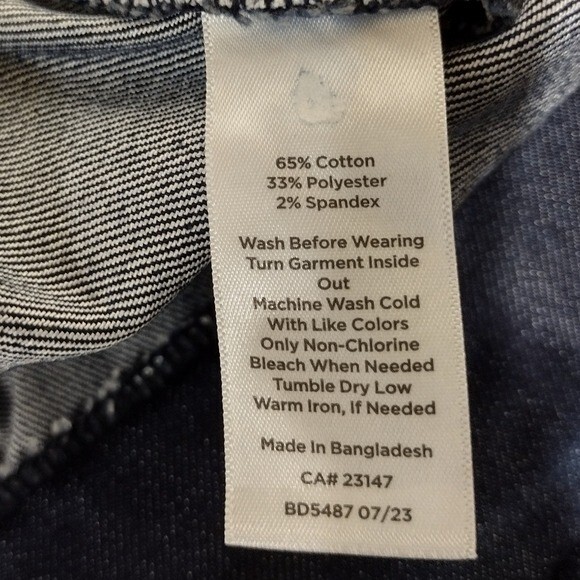 65% Cotton
33% Polyester
2% Spandex
Wash Before Wearing
Turn Garment Inside
Out
Machine Wash Cold
With Like Colors
Only Non-Chlorine
Bleach When Needed
Tumble Dry Low
Warm Iron, If Needed
Made In Bangladesh
CA# 23147
BD5487 07/23